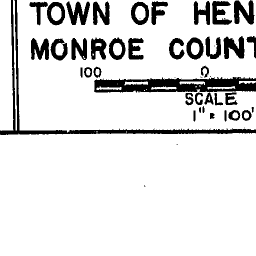 TOWN OF HEN
MONROE COUNT
100 0
SCALE
1" = 100'